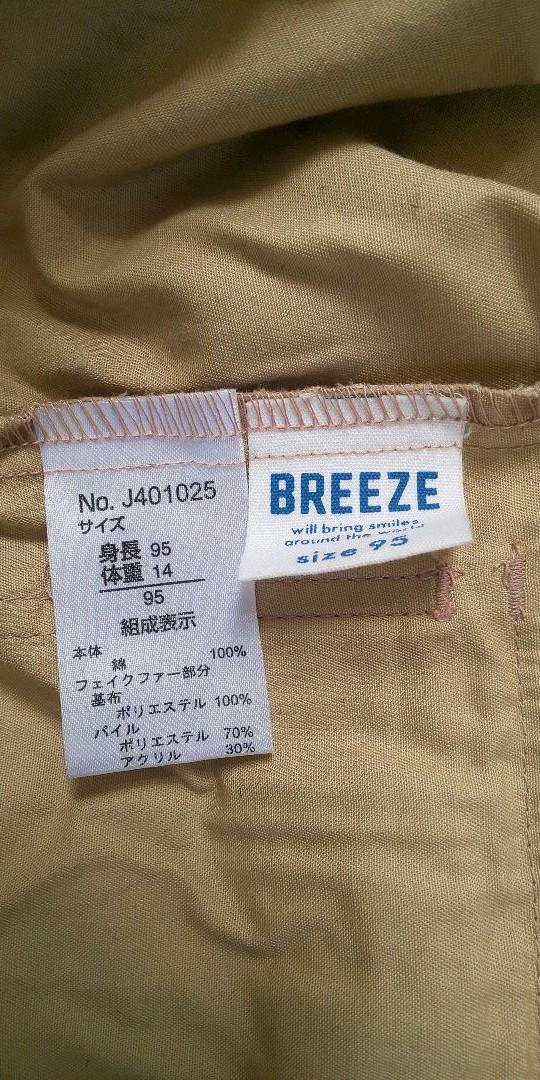 No. J401025
サイズ
身長 95
体重 14
95
組成表示
本体
綿 100%
フェイクファー部分
基布
ポリエステル 100%
パイル
ポリエステル 70%
アクリル 30%
BREEZE
will bring smiles
around the world
size 95